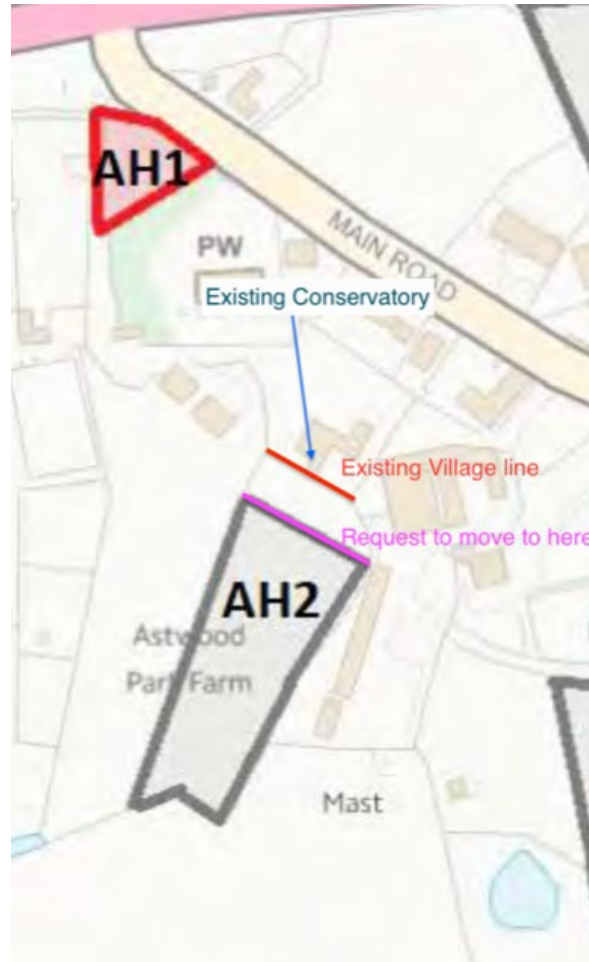 AH1
PW
MAIN ROAD
Existing Conservatory
Existing Village line
Request to move to here
AH2
Astwood
Park Farm
Mast